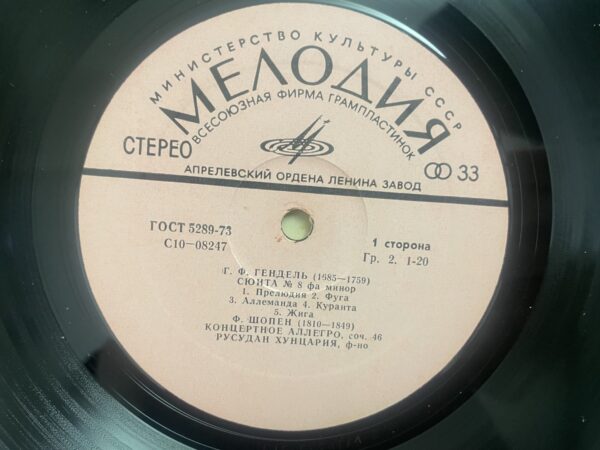 МИНИСТЕРСТВО КУЛЬТУРЫ СССР
МЕЛОДИЯ
ВСЕСОЮЗНАЯ ФИРМА ГРАМПЛАСТИНОК
СТЕРЕО
33
АПРЕЛЕВСКИЙ ОРДЕНА ЛЕНИНА ЗАВОД
ГОСТ 5289-73
С10—08247
1 сторона
Гр. 2. 1-20
Г. Ф. ГЕНДЕЛЬ (1685—1759)
СЮИТА № 8 фа минор
1. Прелюдия 2. Фуга
3. Аллеманда 4. Куранта
5. Жига
Ф. ШОПЕН (1810—1849)
КОНЦЕРТНОЕ АЛЛЕГРО, соч. 46
РУСУДАН ХУНЦАРИЯ, ф-но